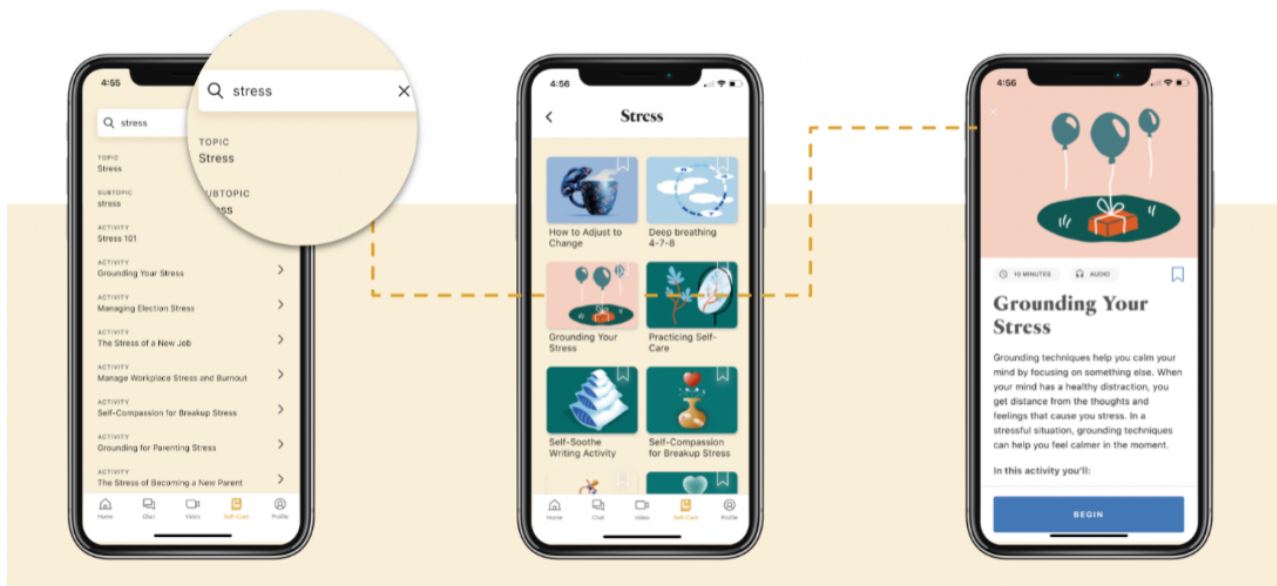 4:55
stress
TOPIC
Stress
SUBTOPIC
stress
ACTIVITY
Stress 101
ACTIVITY
Grounding Your Stress
ACTIVITY
Managing Election Stress
ACTIVITY
The Stress of a New Job
ACTIVITY
Manage Workplace Stress and Burnout
ACTIVITY
Self-Compassion for Breakup Stress
ACTIVITY
Grounding for Parenting Stress
ACTIVITY
The Stress of Becoming a New Parent
Home Chat Video Self-Care Profile
stress
TOPIC
Stress
UBTOPIC
ess
4:56
Stress
How to Adjust to
Change
Deep breathing
4-7-8
Grounding Your
Stress
Practicing Self-
Care
Self-Soothe
Writing Activity
Self-Compassion
for Breakup Stress
Home Chat Video Self-Care Profile
4:56
10 MINUTES
AUDIO
Grounding Your
Stress
Grounding techniques help you calm your
mind by focusing on something else. When
your mind has a healthy distraction, you
get distance from the thoughts and
feelings that cause you stress. In a
stressful situation, grounding techniques
can help you feel calmer in the moment.
In this activity you'll:
BEGIN